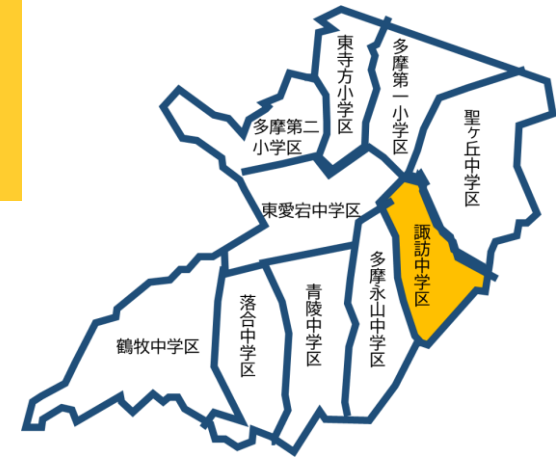 東寺方小学区
多摩第一小学区
多摩第二
小学区
聖ヶ丘中学区
東愛宕中学区
諏訪中学区
多摩永山中学区
青陵中学区
落合中学区
鶴牧中学区